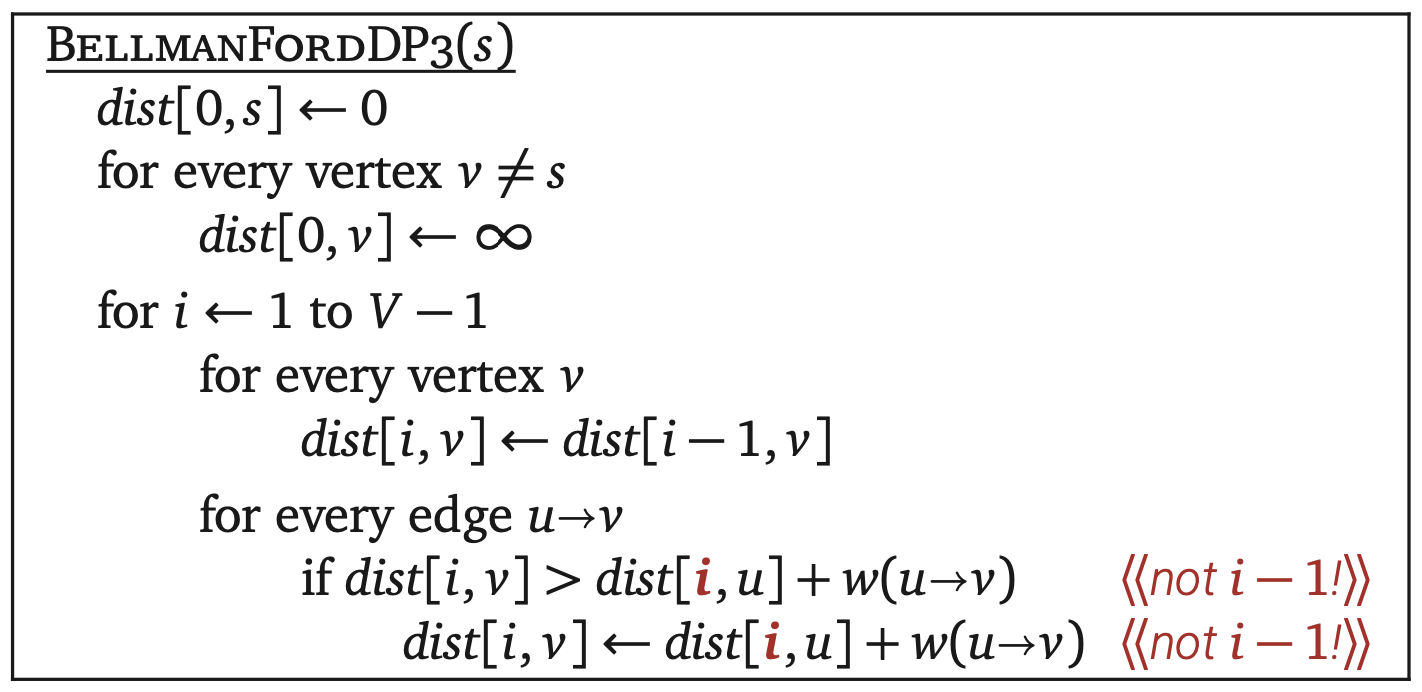 BELLMANFORDDP3(s)
dist[0, s] ← 0
for every vertex v ≠ s
dist[0, v] ← ∞
for i ← 1 to V − 1
for every vertex v
dist[i, v] ← dist[i − 1, v]
for every edge u→v
if dist[i, v] > dist[i, u] + w(u→v) ⟪not i − 1!⟫
dist[i, v] ← dist[i, u] + w(u→v) ⟪not i − 1!⟫